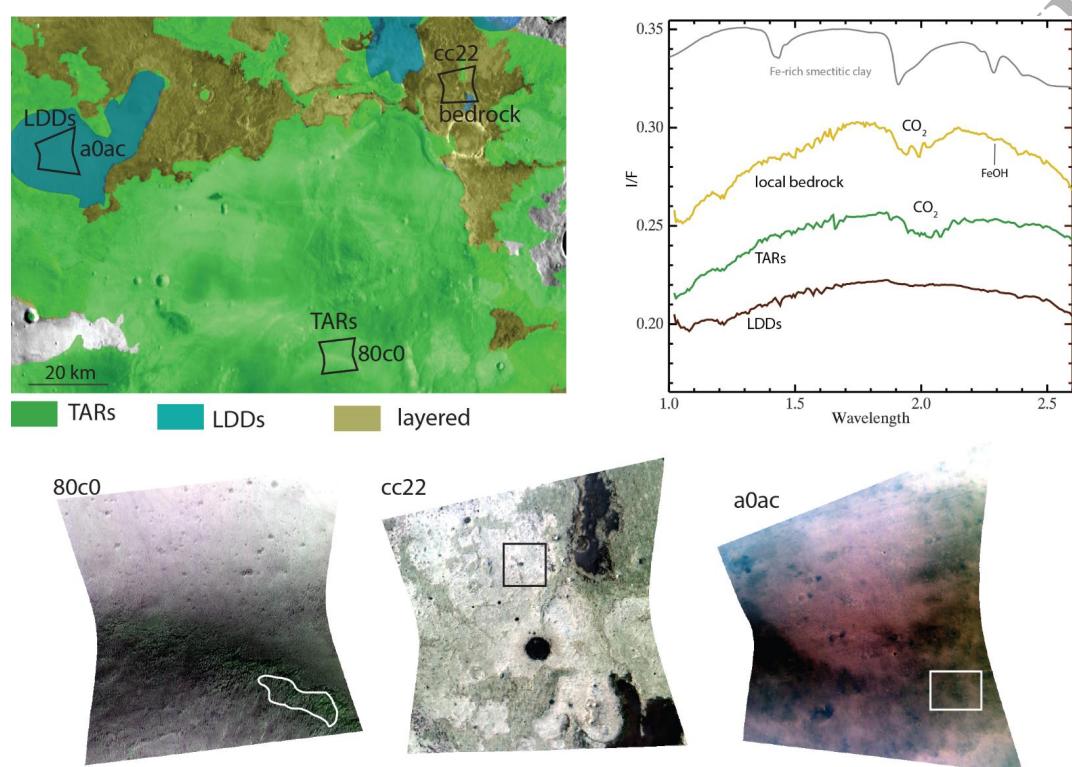 cc22
LDDs
bedrock
a0ac
TARs
80c0
20 km
TARs
LDDs
layered
0.35
0.30
0.25
0.20
I/F
Fe-rich smectitic clay
CO2
FeOH
local bedrock
CO2
TARs
LDDs
1.0 1.5 2.0 2.5
Wavelength
80c0
cc22
a0ac